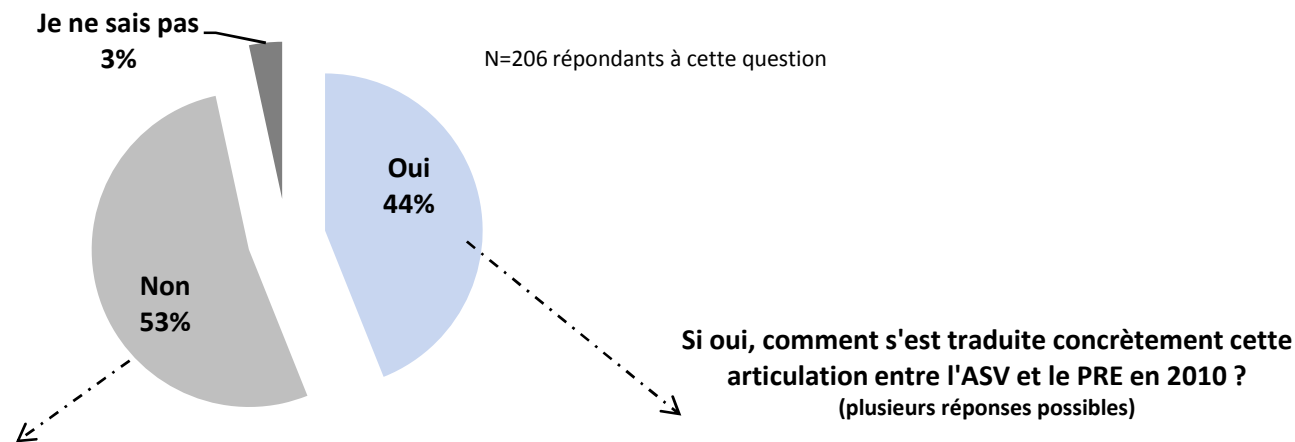 Je ne sais pas
3%
N=206 répondants à cette question
Oui
44%
Non
53%
Si oui, comment s'est traduite concrètement cette
articulation entre l'ASV et le PRE en 2010 ?
(plusieurs réponses possibles)